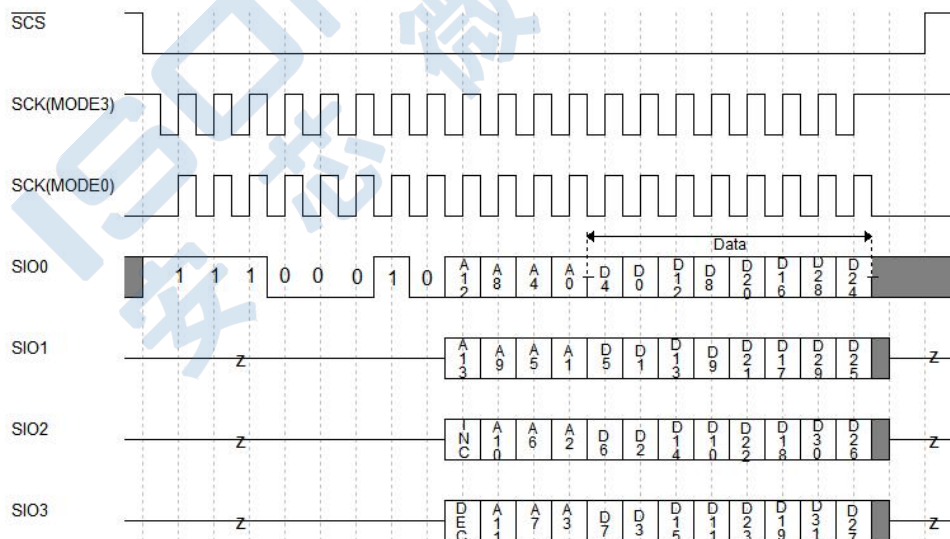 SCS
SCK(MODE3)
SCK(MODE0)
Data
SIO0 1 1 1 0 0 0 1 0 A12 A8 A4 A0 D4 D0 D12 D8 D20 D16 D28 D24
SIO1 z A13 A9 A5 A1 D5 D1 D13 D9 D21 D17 D29 D25 z
SIO2 z INC A10 A6 A2 D6 D2 D14 D10 D22 D18 D30 D26 z
SIO3 z DEC A11 A7 A3 D7 D3 D15 D11 D23 D19 D31 D27 z
安芯微